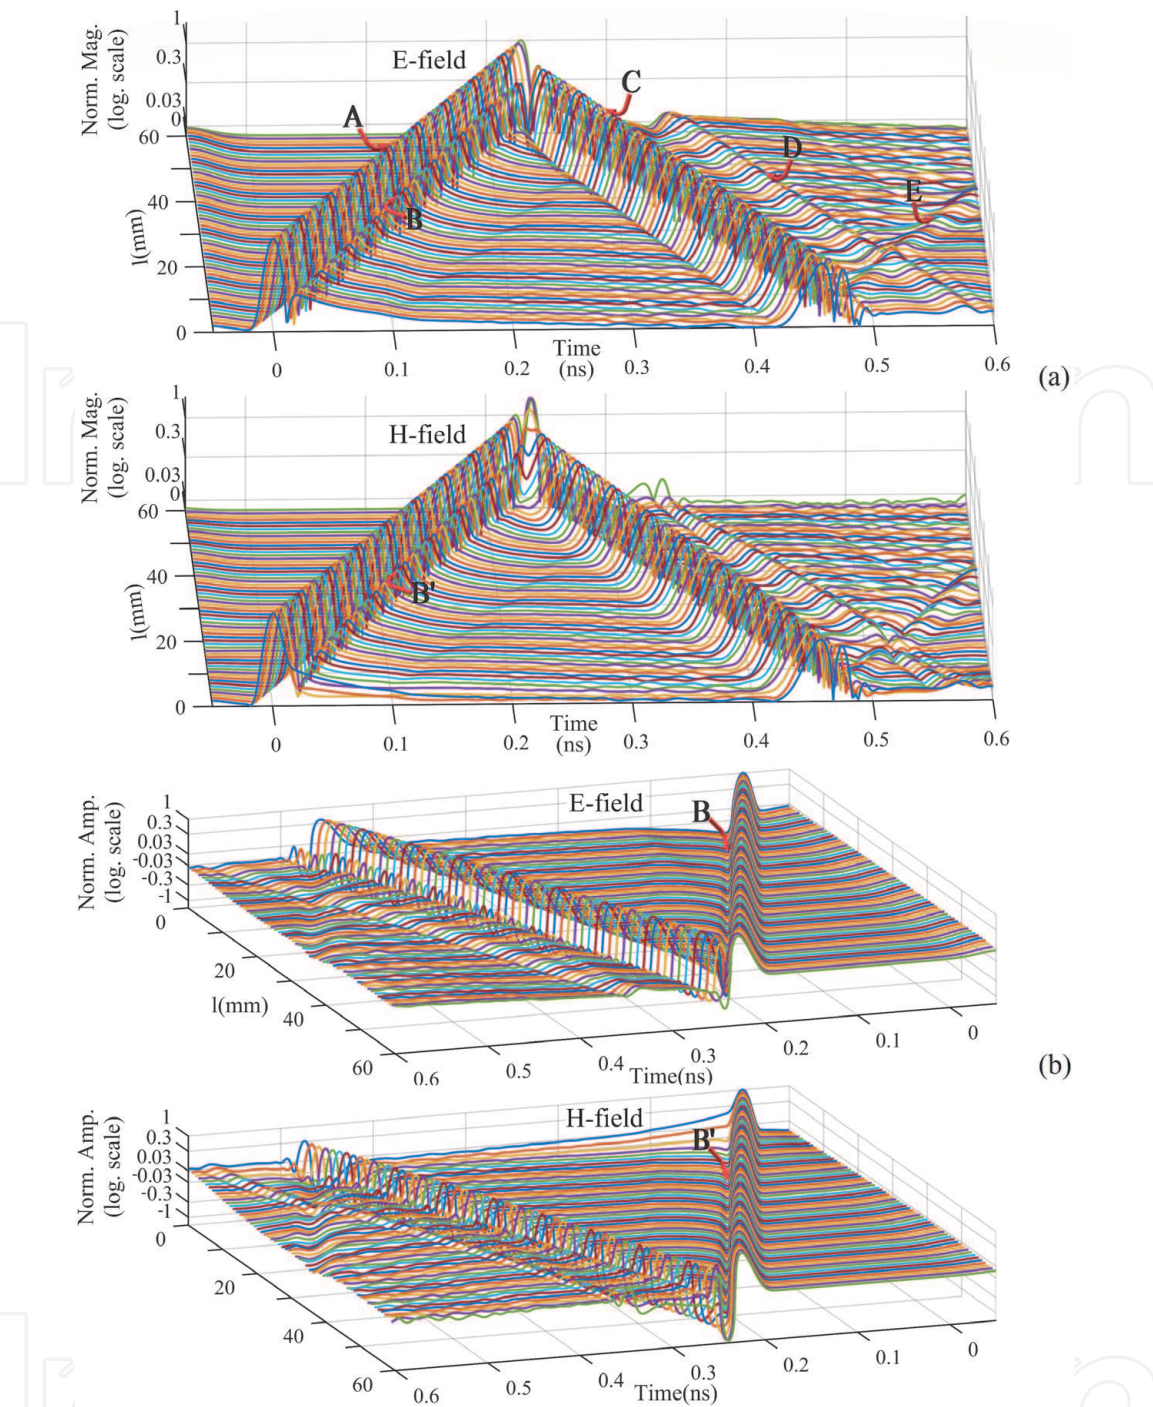 1
Norm. Mag.
(log. scale)
0.3
0.03
0
60
40
l(mm)
20
0
E-field
A
B
C
D
E
0 0.1 0.2 0.3 0.4 0.5 0.6
Time
(ns)
(a)
1
Norm. Mag.
(log. scale)
0.3
0.03
0
60
40
l(mm)
20
0
H-field
B'
0 0.1 0.2 0.3 0.4 0.5 0.6
Time
(ns)
Norm. Amp.
(log. scale)
1
0.3
0.03
-0.03
-0.3
-1
E-field
B
0
20
l(mm)
40
60
0.6 0.5 0.4 0.3 0.2 0.1 0
Time(ns)
(b)
Norm. Amp.
(log. scale)
1
0.3
0.03
-0.03
-0.3
-1
H-field
B'
0
20
40
60
0.6 0.5 0.4 0.3 0.2 0.1 0
Time(ns)